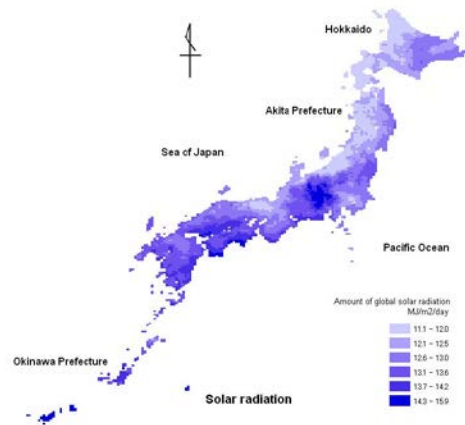 Hokkaido
Akita Prefecture
Sea of Japan
Pacific Ocean
Amount of global solar radiation
MJ/m2/day
11.1 – 12.0
12.1 – 12.5
12.6 – 13.0
13.1 – 13.6
13.7 – 14.2
14.3 – 15.9
Okinawa Prefecture
Solar radiation